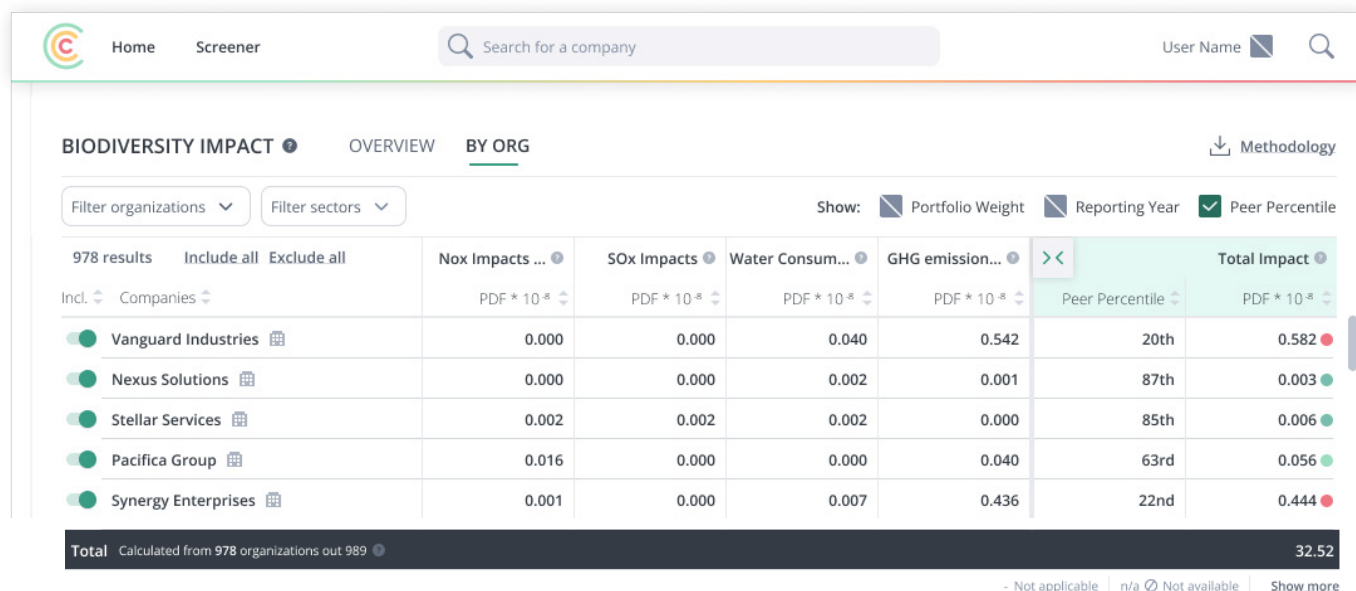 Home Screener Search for a company User Name
BIODIVERSITY IMPACT ? OVERVIEW BY ORG Methodology
Filter organizations Filter sectors Show: Portfolio Weight Reporting Year Peer Percentile
978 results Include all Exclude all Nox Impacts ... ? SOx Impacts ? Water Consum... ? GHG emission... ? Total Impact ?
Incl. Companies PDF * 10⁻⁸ PDF * 10⁻⁸ PDF * 10⁻⁸ PDF * 10⁻⁸ Peer Percentile PDF * 10⁻⁸
Vanguard Industries 0.000 0.000 0.040 0.542 20th 0.582
Nexus Solutions 0.000 0.000 0.002 0.001 87th 0.003
Stellar Services 0.002 0.002 0.002 0.000 85th 0.006
Pacifica Group 0.016 0.000 0.000 0.040 63rd 0.056
Synergy Enterprises 0.001 0.000 0.007 0.436 22nd 0.444
Total Calculated from 978 organizations out 989 ? 32.52
- Not applicable n/a Not available Show more